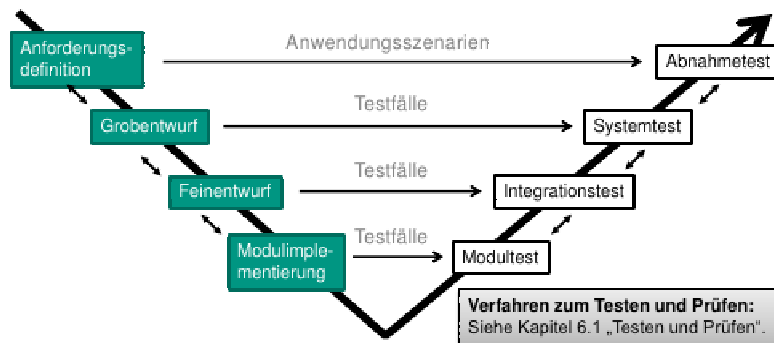 Anforderungs-
definition
Anwendungsszenarien
Abnahmetest
Grobentwurf
Testfälle
Systemtest
Feinentwurf
Testfälle
Integrationstest
Modulimple-
mentierung
Testfälle
Modultest
Verfahren zum Testen und Prüfen:
Siehe Kapitel 6.1 „Testen und Prüfen“.